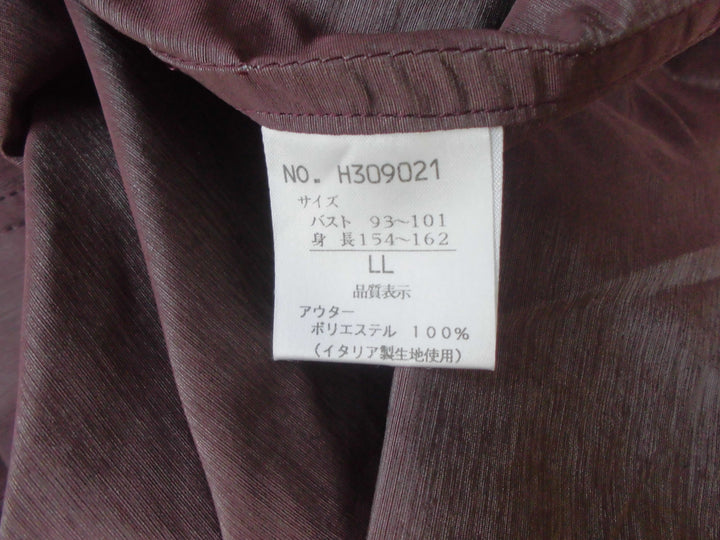 NO. H309021
サイズ
バスト 93～101
身 長154～162
LL
品質表示
アウター
ポリエステル 100%
(イタリア製生地使用)